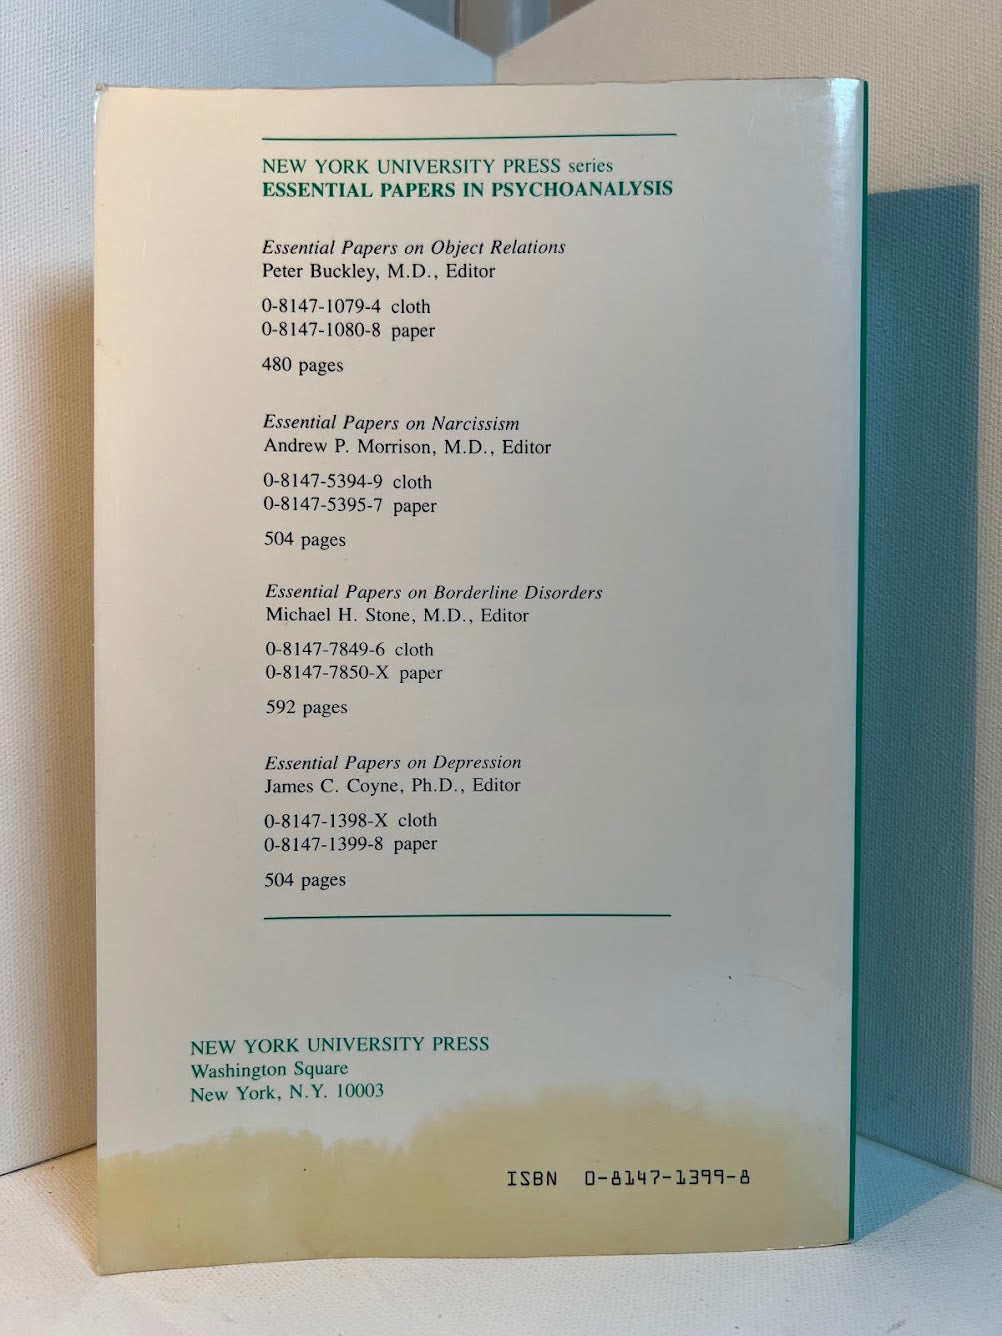 NEW YORK UNIVERSITY PRESS series
ESSENTIAL PAPERS IN PSYCHOANALYSIS
Essential Papers on Object Relations
Peter Buckley, M.D., Editor
0-8147-1079-4 cloth
0-8147-1080-8 paper
480 pages
Essential Papers on Narcissism
Andrew P. Morrison, M.D., Editor
0-8147-5394-9 cloth
0-8147-5395-7 paper
504 pages
Essential Papers on Borderline Disorders
Michael H. Stone, M.D., Editor
0-8147-7849-6 cloth
0-8147-7850-X paper
592 pages
Essential Papers on Depression
James C. Coyne, Ph.D., Editor
0-8147-1398-X cloth
0-8147-1399-8 paper
504 pages
NEW YORK UNIVERSITY PRESS
Washington Square
New York, N.Y. 10003
ISBN 0-8147-1399-8